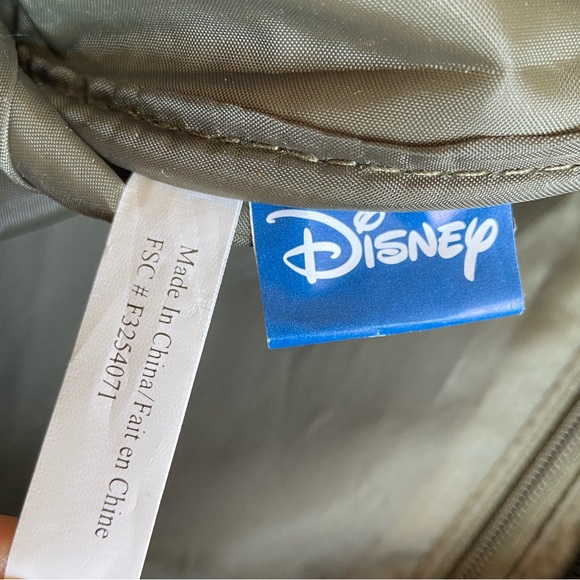 Made In China/Fait en Chine
FSC # F3254071
DISNEY